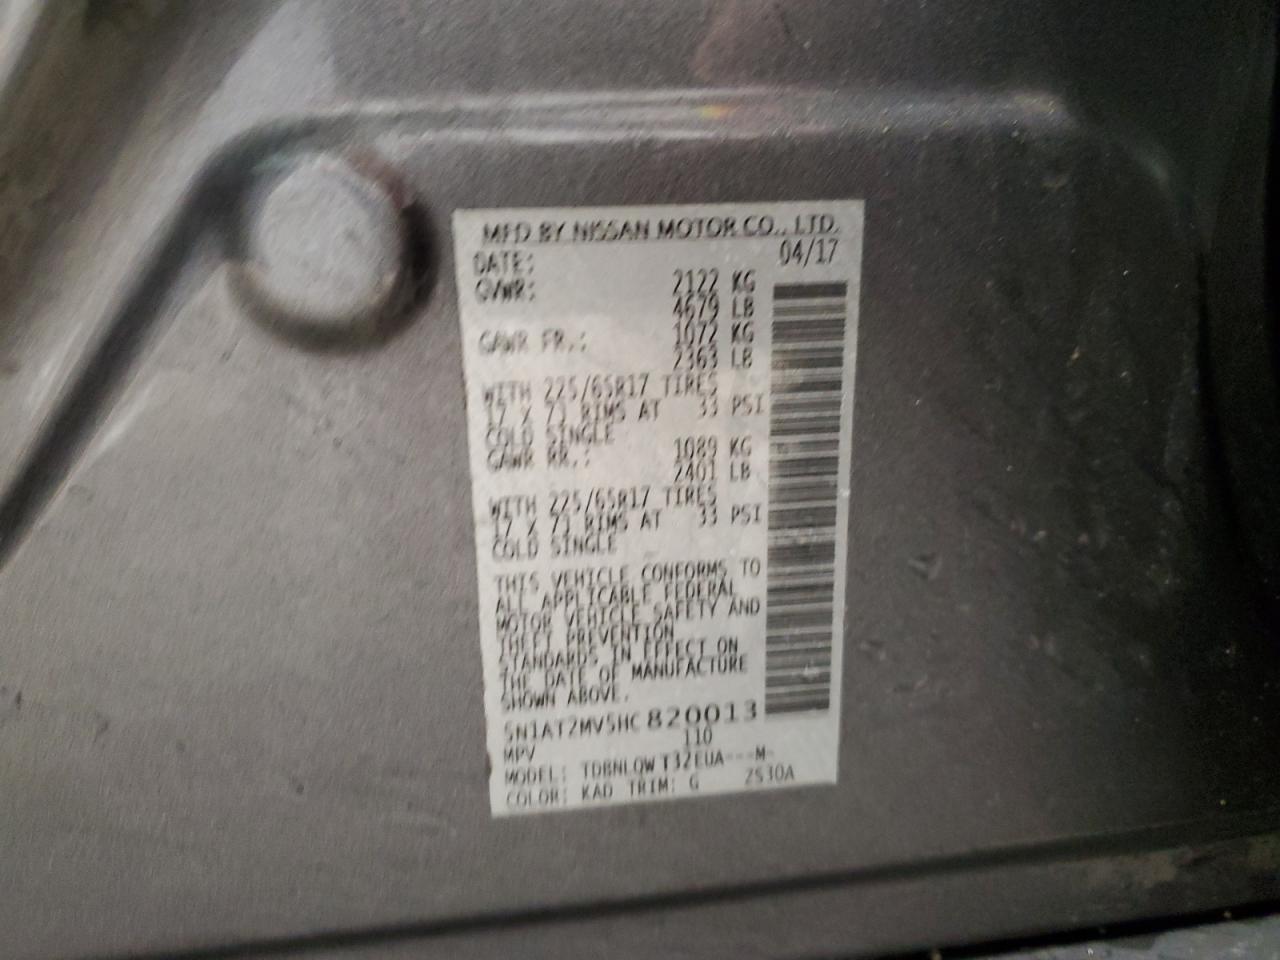 MFD BY NISSAN MOTOR CO., LTD.
DATE: 04/17
GVWR: 2122 KG
4679 LB
GAWR FR.: 1072 KG
2363 LB
WITH 225/65R17 TIRES
17 X 7J RIMS AT 33 PSI
COLD SINGLE
GAWR RR.: 1089 KG
2401 LB
WITH 225/65R17 TIRES
17 X 7J RIMS AT 33 PSI
COLD SINGLE
THIS VEHICLE CONFORMS TO
ALL APPLICABLE FEDERAL
MOTOR VEHICLE SAFETY AND
THEFT PREVENTION
STANDARDS IN EFFECT ON
THE DATE OF MANUFACTURE
SHOWN ABOVE.
5N1AT2MV5HC820013
110
MPV
MODEL: TDBNLQW T32EUA---M-
COLOR: KAD TRIM: G ZS30A